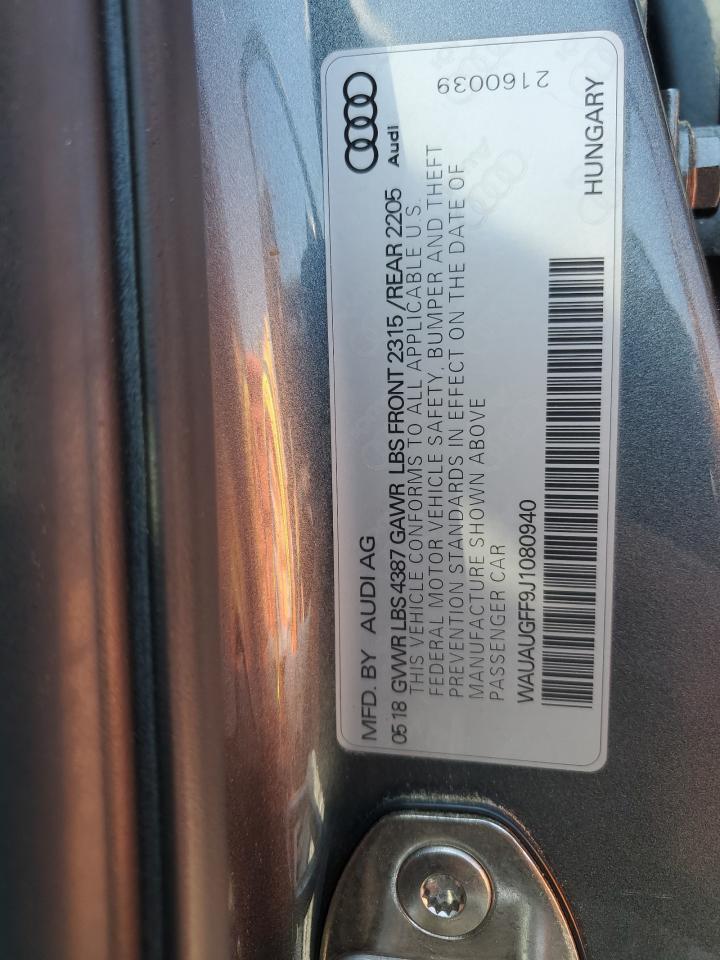 Audi
2160039
MFD. BY AUDI AG
0518 GVWR LBS 4387 GAWR LBS FRONT 2315 /REAR 2205
THIS VEHICLE CONFORMS TO ALL APPLICABLE U.S.
FEDERAL MOTOR VEHICLE SAFETY, BUMPER AND THEFT
PREVENTION STANDARDS IN EFFECT ON THE DATE OF
MANUFACTURE SHOWN ABOVE
PASSENGER CAR
WAUAUGFF9J1080940
HUNGARY